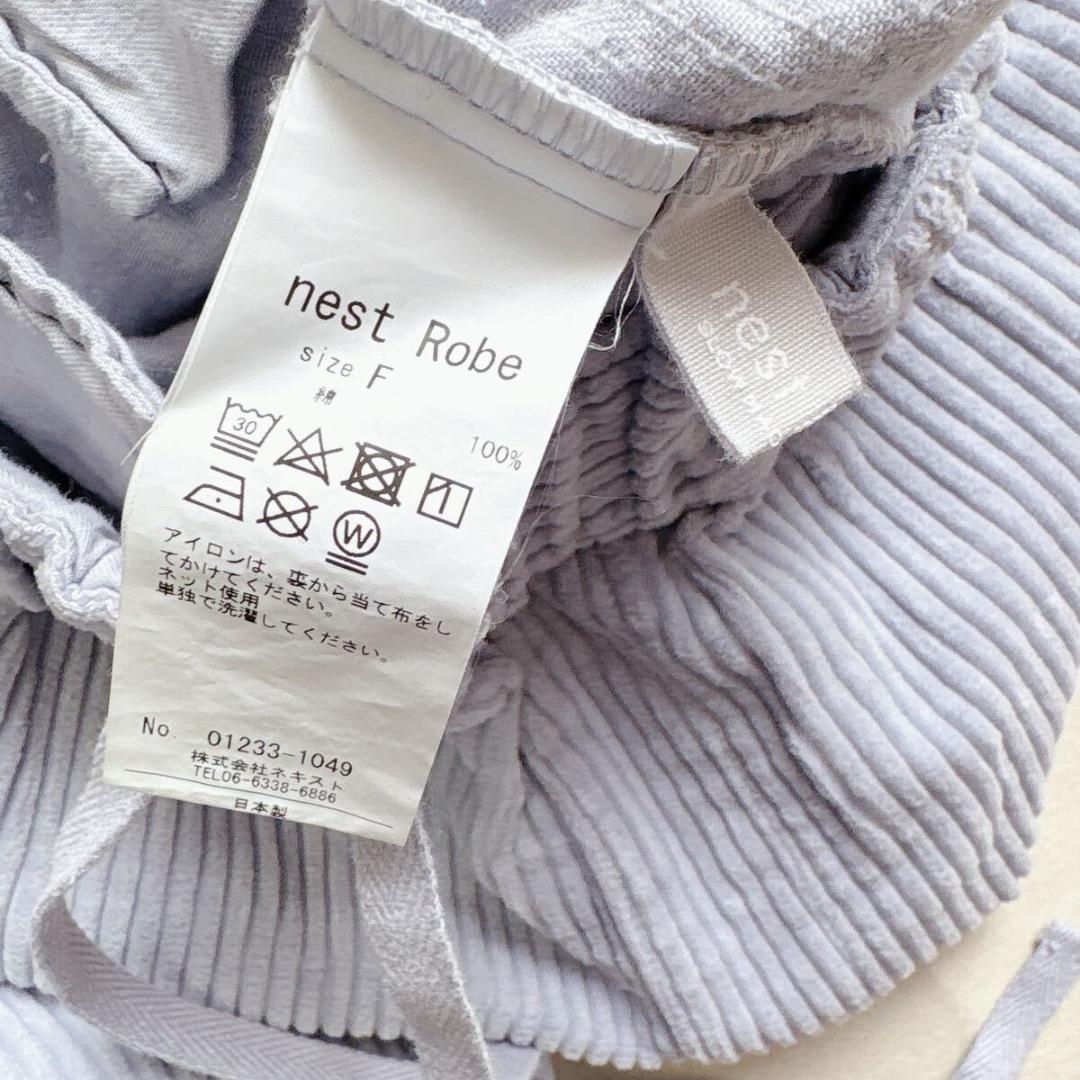 nest Robe
size F
綿 100%
30
1
W
アイロンは、裏から当て布をし
てかけてください。
ネット使用
単独で洗濯してください。
No. 01233-1049
株式会社ネキスト
TEL06-6338-6886
日本製
nest